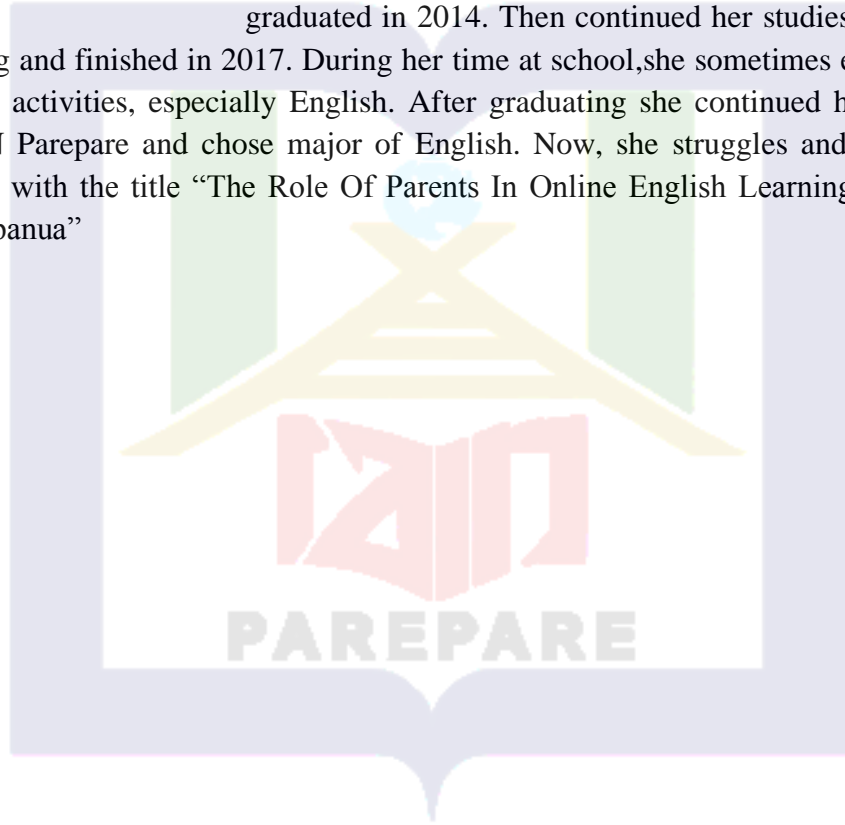 graduated in 2014. Then continued her studies
g and finished in 2017. During her time at school,she sometimes
activities, especially English. After graduating she continued
Parepare and chose major of English. Now, she struggles and
with the title “The Role Of Parents In Online English Learning
panua”
iain
PAREPARE